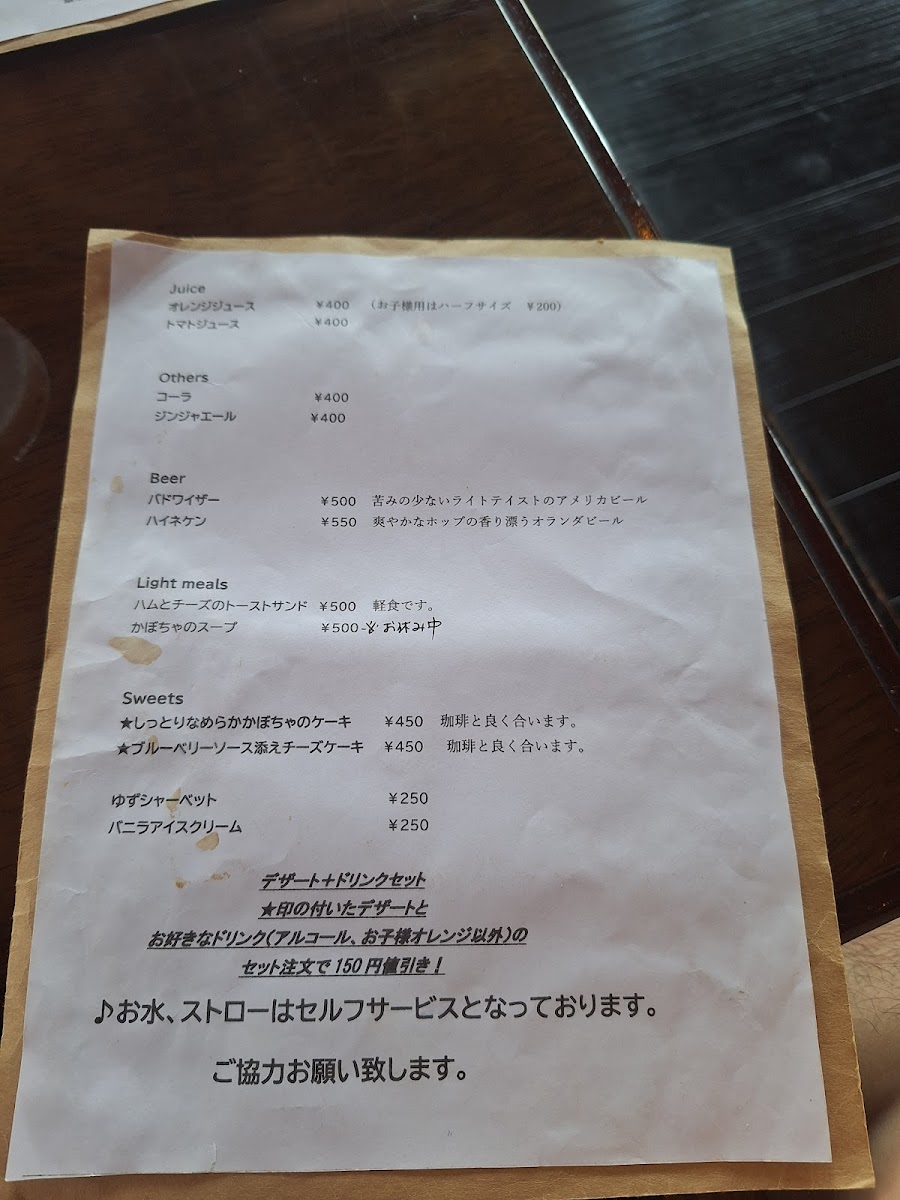 Juice
オレンジジュース ¥400 (お子様用はハーフサイズ ¥200)
トマトジュース ¥400
Others
コーラ ¥400
ジンジャエール ¥400
Beer
バドワイザー ¥500 苦みの少ないライトテイストのアメリカビール
ハイネケン ¥550 爽やかなホップの香り漂うオランダビール
Light meals
ハムとチーズのトーストサンド ¥500 軽食です。
かぼちゃのスープ ¥500 お休み中
Sweets
★しっとりなめらかかぼちゃのケーキ ¥450 珈琲と良く合います。
★ブルーベリーソース添えチーズケーキ ¥450 珈琲と良く合います。
ゆずシャーベット ¥250
バニラアイスクリーム ¥250
デザート+ドリンクセット
★印の付いたデザートと
お好きなドリンク(アルコール、お子様オレンジ以外)の
セット注文で150円値引き!
♪お水、ストローはセルフサービスとなっております。
ご協力お願い致します。